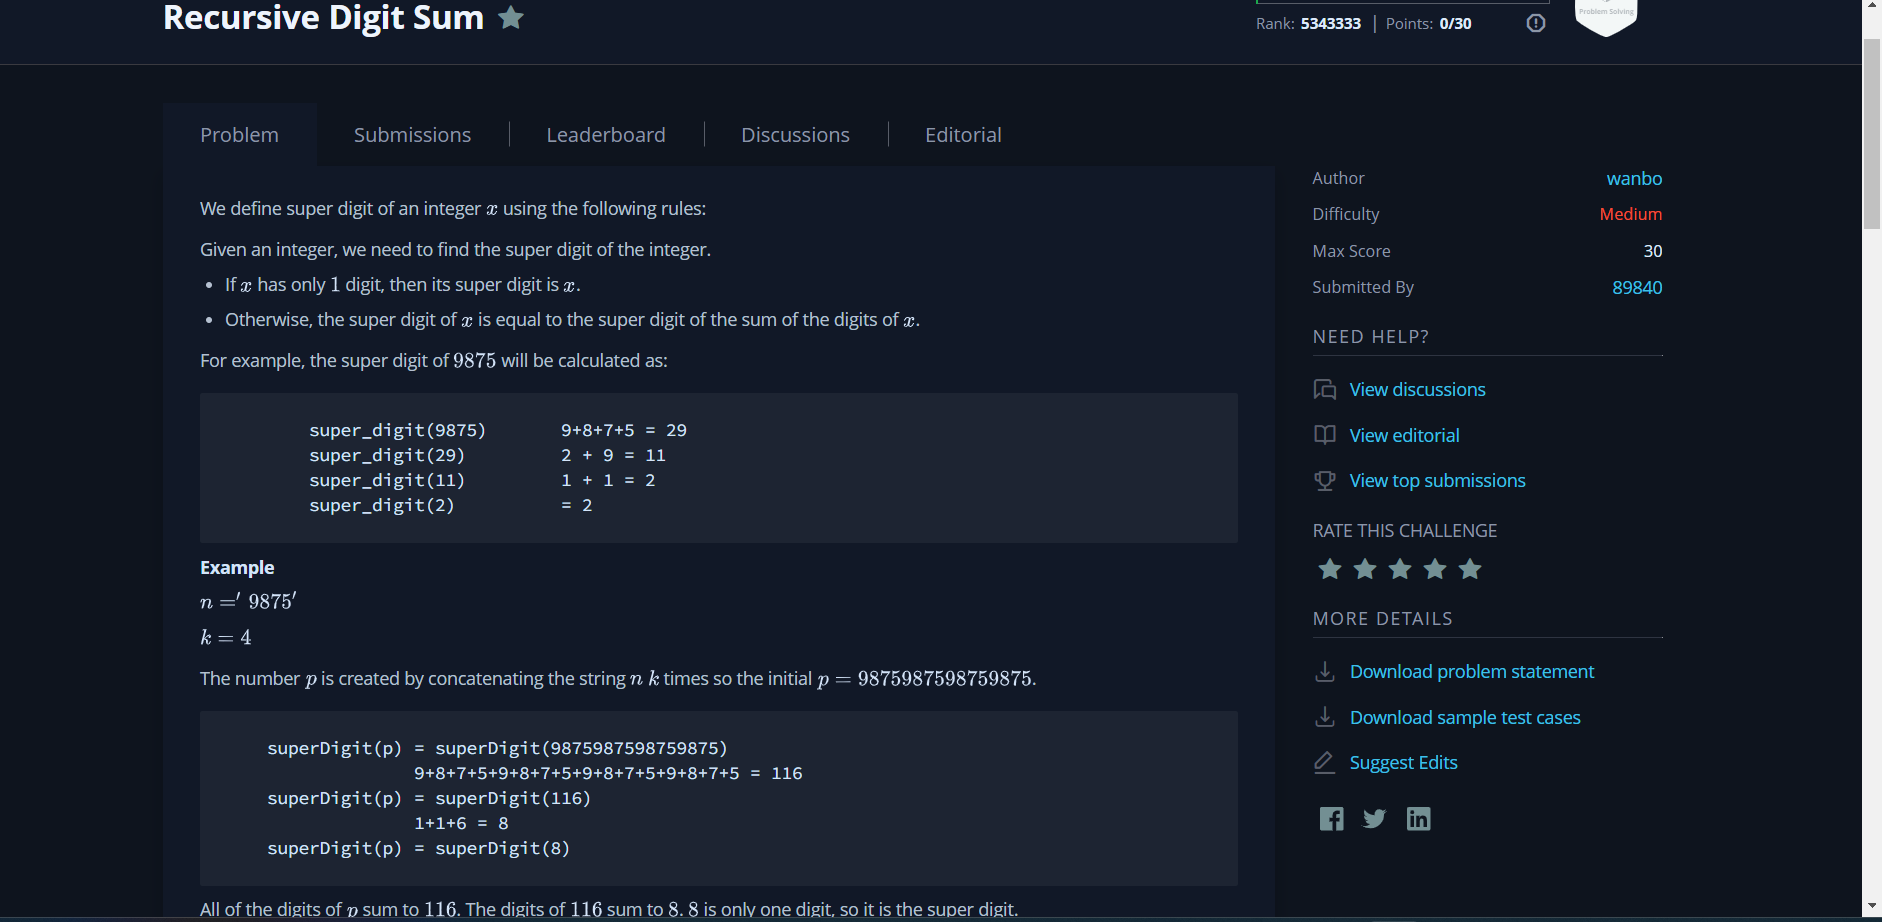 Recursive Digit Sum
Rank: 5343333 | Points: 0/30
Problem Solving
Problem
Submissions
Leaderboard
Discussions
Editorial
We define super digit of an integer x using the following rules:
Given an integer, we need to find the super digit of the integer.
• If x has only 1 digit, then its super digit is x.
• Otherwise, the super digit of x is equal to the super digit of the sum of the digits of x.
For example, the super digit of 9875 will be calculated as:
super_digit(9875) 9+8+7+5 = 29
super_digit(29) 2 + 9 = 11
super_digit(11) 1 + 1 = 2
super_digit(2) = 2
Example
n =′ 9875′
k = 4
The number p is created by concatenating the string n k times so the initial p = 9875987598759875.
superDigit(p) = superDigit(9875987598759875)
9+8+7+5+9+8+7+5+9+8+7+5+9+8+7+5 = 116
superDigit(p) = superDigit(116)
1+1+6 = 8
superDigit(p) = superDigit(8)
All of the digits of p sum to 116. The digits of 116 sum to 8. 8 is only one digit, so it is the super digit.
Author wanbo
Difficulty Medium
Max Score 30
Submitted By 89840
NEED HELP?
View discussions
View editorial
View top submissions
RATE THIS CHALLENGE
MORE DETAILS
Download problem statement
Download sample test cases
Suggest Edits